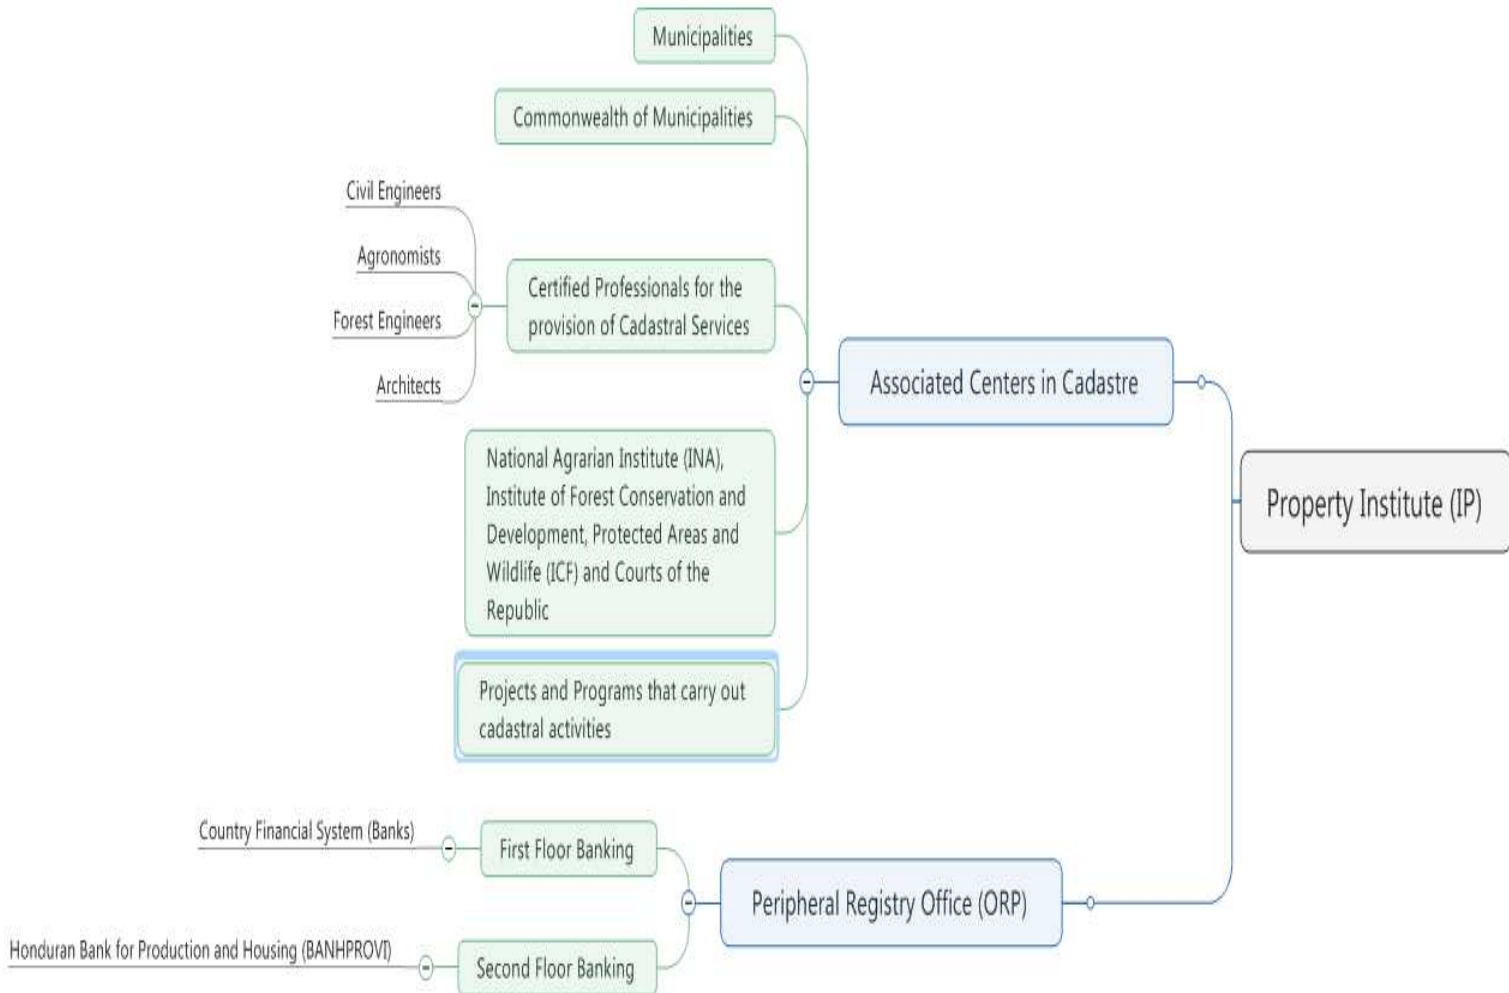 Municipalities
Commonwealth of Municipalities
Civil Engineers
Agronomists
Forest Engineers
Architects
Certified Professionals for the
provision of Cadastral Services
Associated Centers in Cadastre
National Agrarian Institute (INA),
Institute of Forest Conservation and
Development, Protected Areas and
Wildlife (ICF) and Courts of the
Republic
Projects and Programs that carry out
cadastral activities
Property Institute (IP)
Country Financial System (Banks)
First Floor Banking
Peripheral Registry Office (ORP)
Honduran Bank for Production and Housing (BANHPROVI)
Second Floor Banking